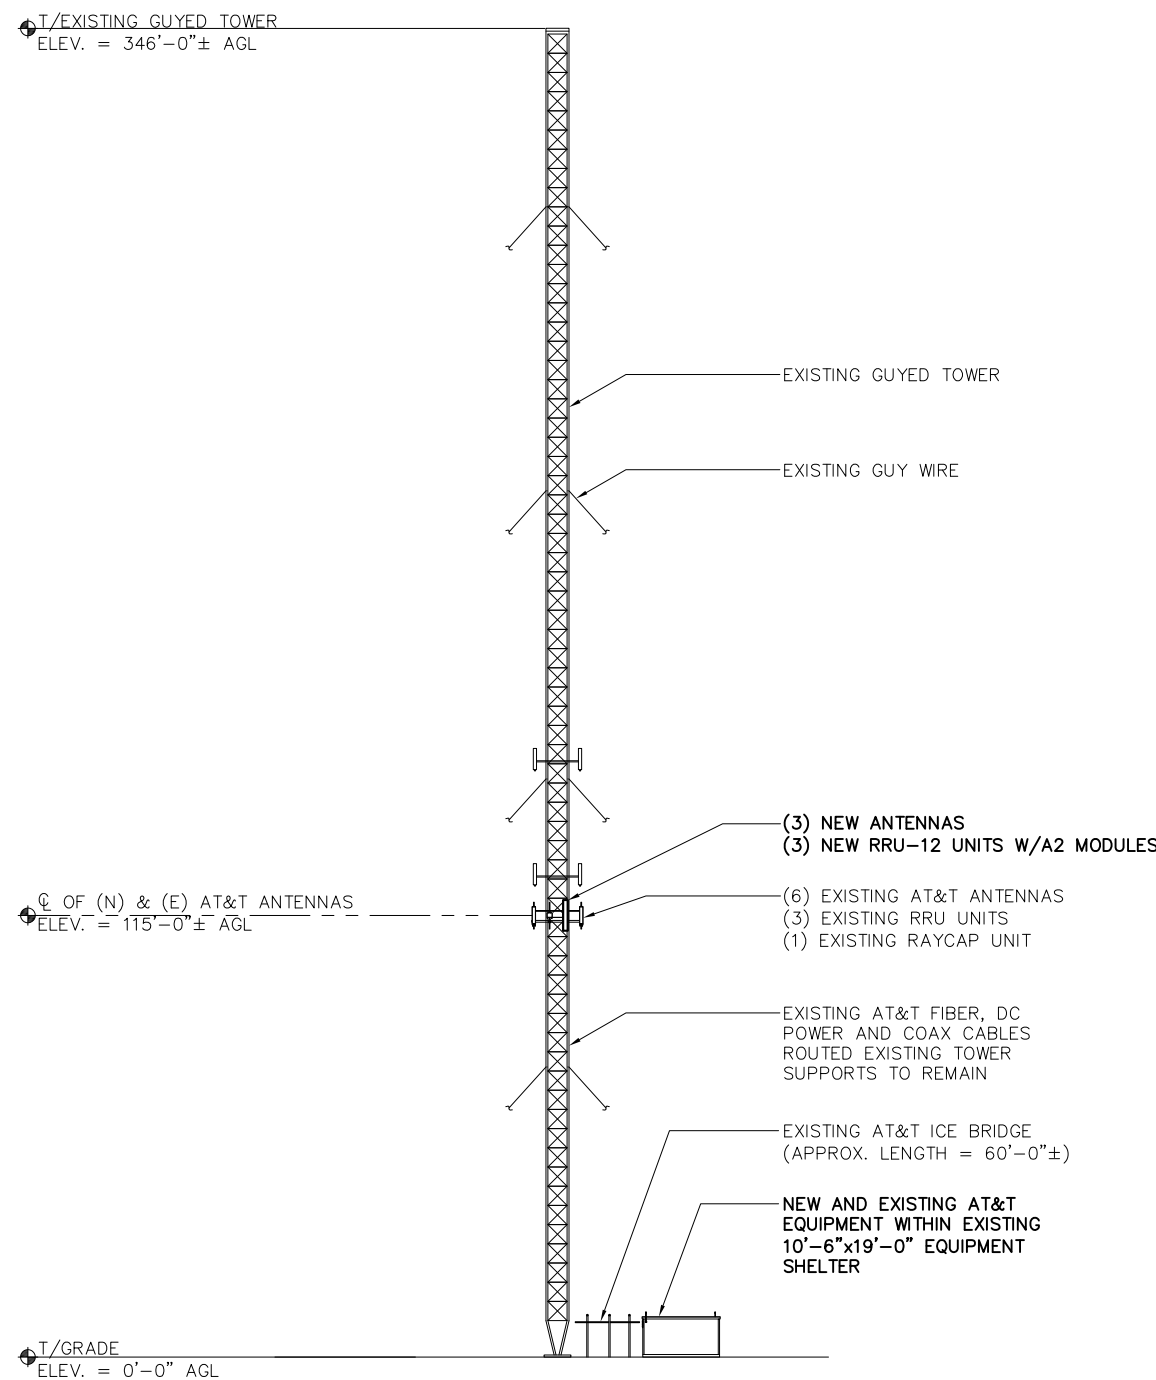 T/EXISTING GUYED TOWER
ELEV. = 346'-0"± AGL
EXISTING GUYED TOWER
EXISTING GUY WIRE
(3) NEW ANTENNAS
(3) NEW RRU-12 UNITS W/A2 MODULES
℄ OF (N) & (E) AT&T ANTENNAS
ELEV. = 115'-0"± AGL
(6) EXISTING AT&T ANTENNAS
(3) EXISTING RRU UNITS
(1) EXISTING RAYCAP UNIT
EXISTING AT&T FIBER, DC
POWER AND COAX CABLES
ROUTED EXISTING TOWER
SUPPORTS TO REMAIN
EXISTING AT&T ICE BRIDGE
(APPROX. LENGTH = 60'-0"±)
NEW AND EXISTING AT&T
EQUIPMENT WITHIN EXISTING
10'-6"x19'-0" EQUIPMENT
SHELTER
T/GRADE
ELEV. = 0'-0" AGL